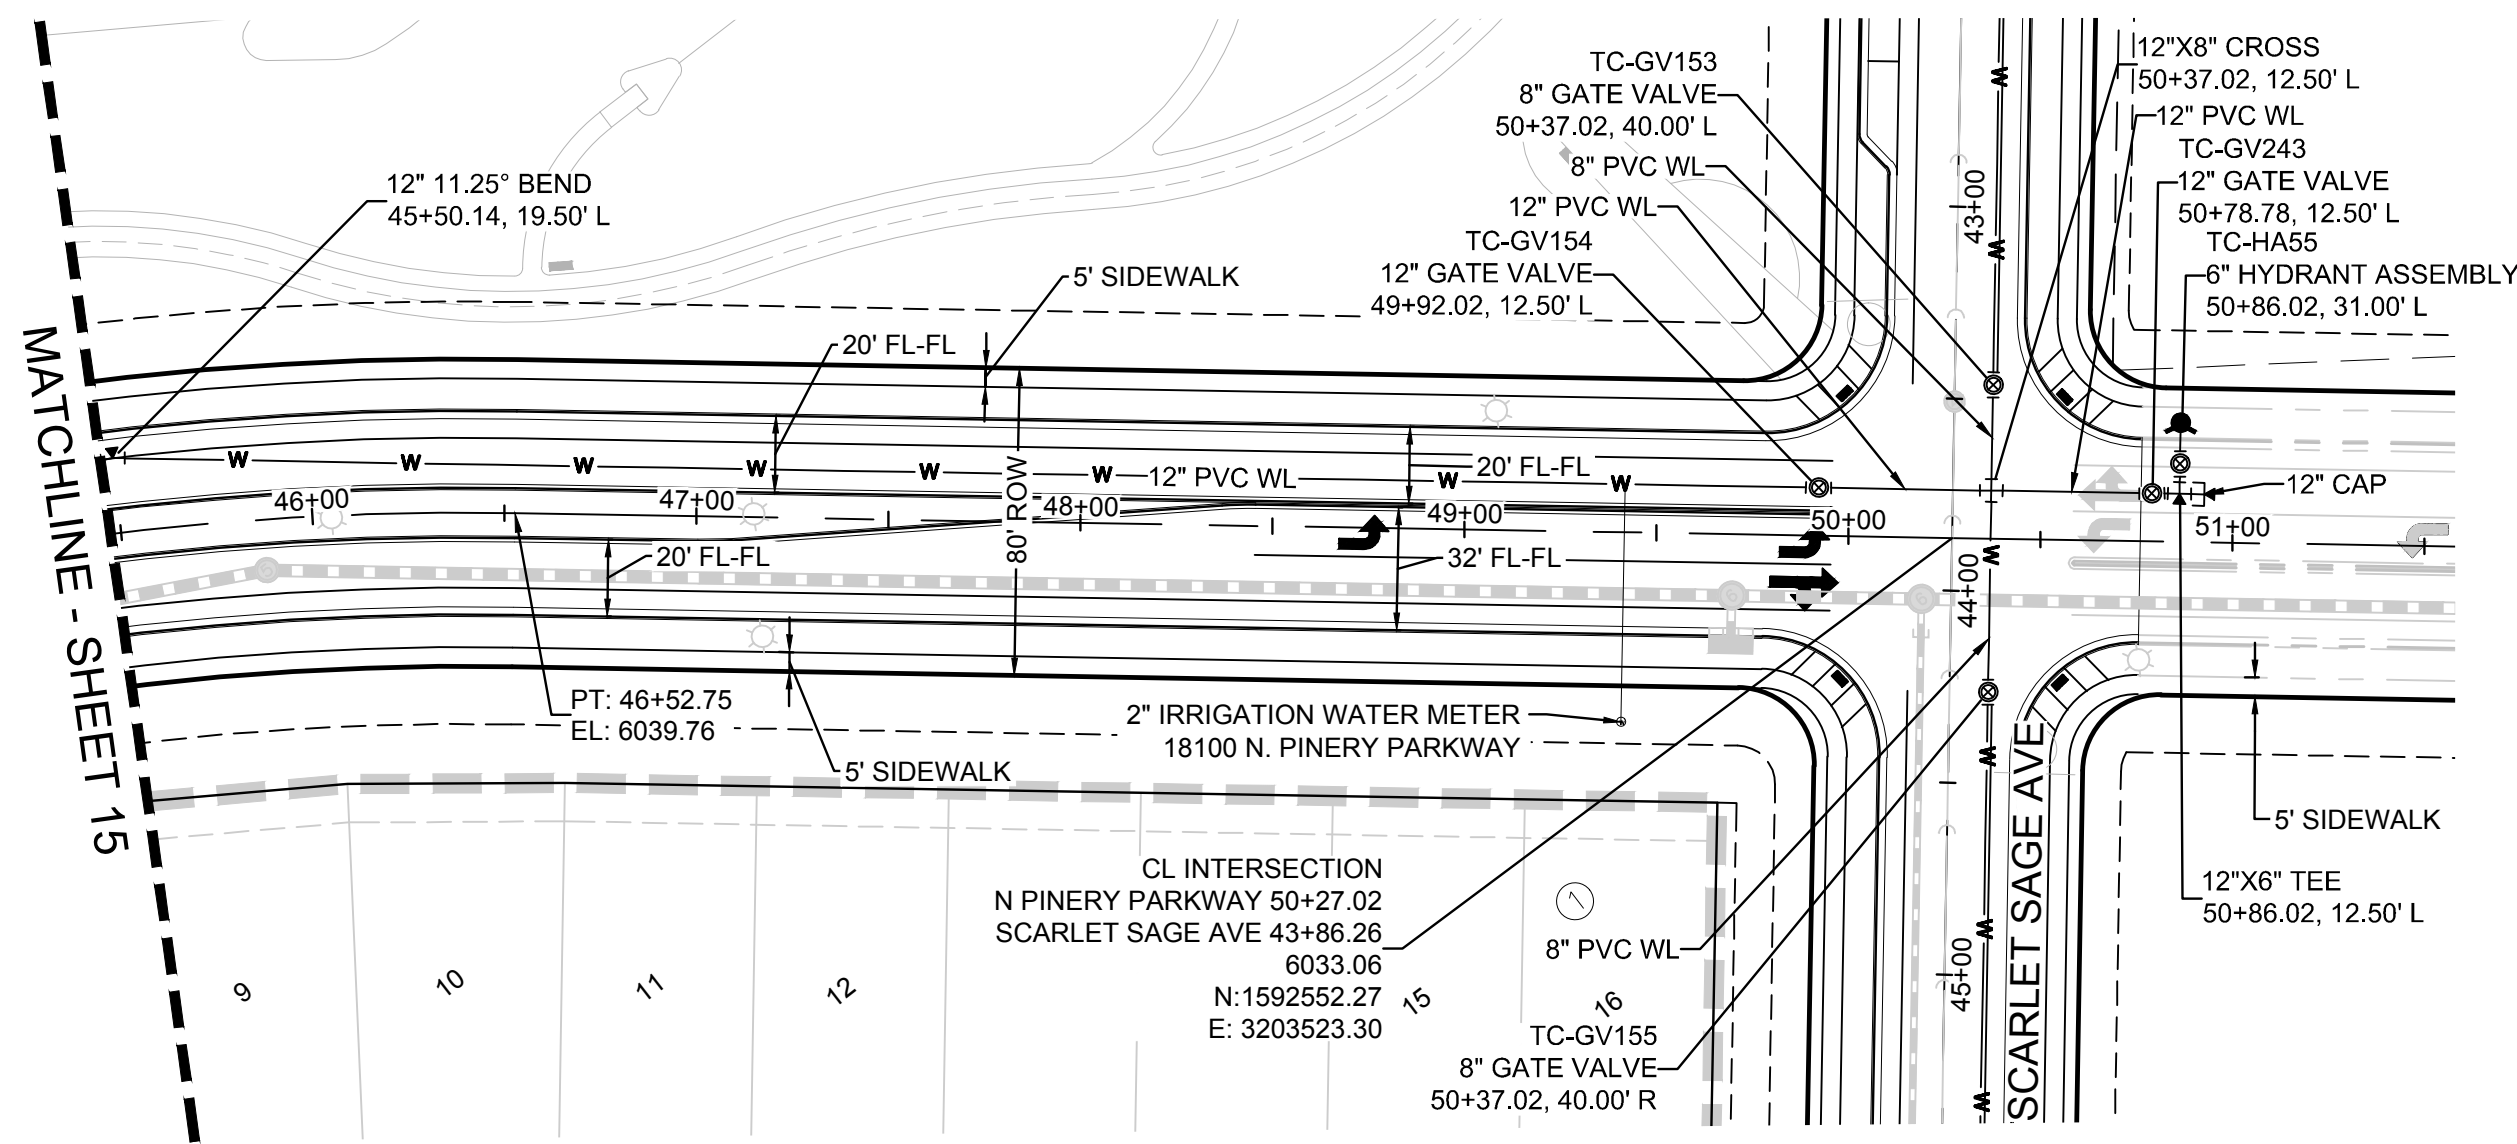 12"X8" CROSS
50+37.02, 12.50' L
12" PVC WL
TC-GV243
12" GATE VALVE
50+78.78, 12.50' L
TC-HA55
6" HYDRANT ASSEMBLY
50+86.02, 31.00' L
TC-GV153
8" GATE VALVE
50+37.02, 40.00' L
8" PVC WL
12" PVC WL
TC-GV154
12" GATE VALVE
49+92.02, 12.50' L
12" 11.25° BEND
45+50.14, 19.50' L
5' SIDEWALK
20' FL-FL
MATCHLINE - SHEET 15
W
W
W
W
W
W
12" PVC WL
W
W
20' FL-FL
46+00
47+00
48+00
49+00
50+00
51+00
80' ROW
12" CAP
20' FL-FL
32' FL-FL
43+00
44+00
45+00
W
W
W
W
W
W
6
6
6
PT: 46+52.75
EL: 6039.76
2" IRRIGATION WATER METER
18100 N. PINERY PARKWAY
5' SIDEWALK
5' SIDEWALK
12"X6" TEE
50+86.02, 12.50' L
CL INTERSECTION
N PINERY PARKWAY 50+27.02
SCARLET SAGE AVE 43+86.26
6033.06
N:1592552.27
E: 3203523.30
7
8" PVC WL
9
10
11
12
15
16
TC-GV155
8" GATE VALVE
50+37.02, 40.00' R
SCARLET SAGE AVE